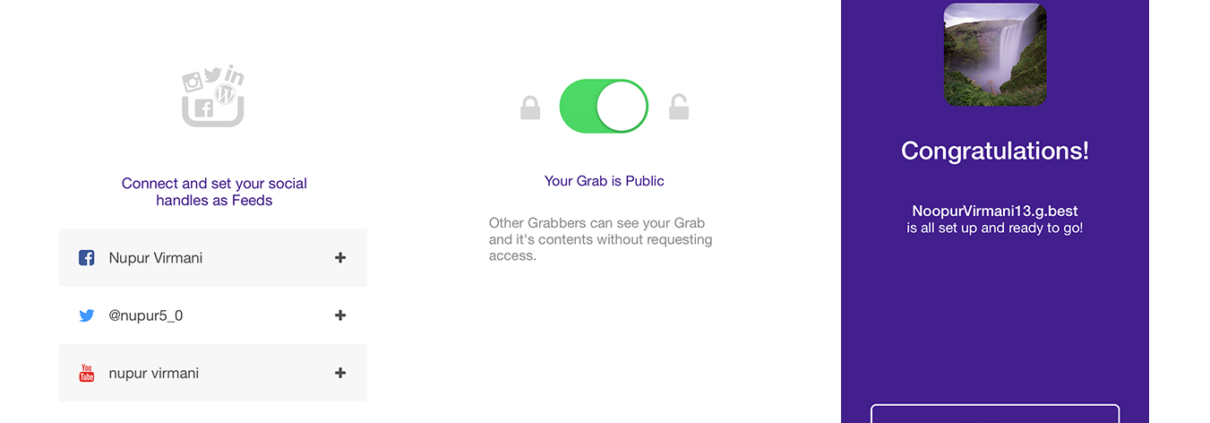 Connect and set your social
handles as Feeds
Nupur Virmani
@nupur5_0
You Tube nupur virmani
Your Grab is Public
Other Grabbers can see your Grab
and it's contents without requesting
access.
Congratulations!
NoopurVirmani13.g.best
is all set up and ready to go!